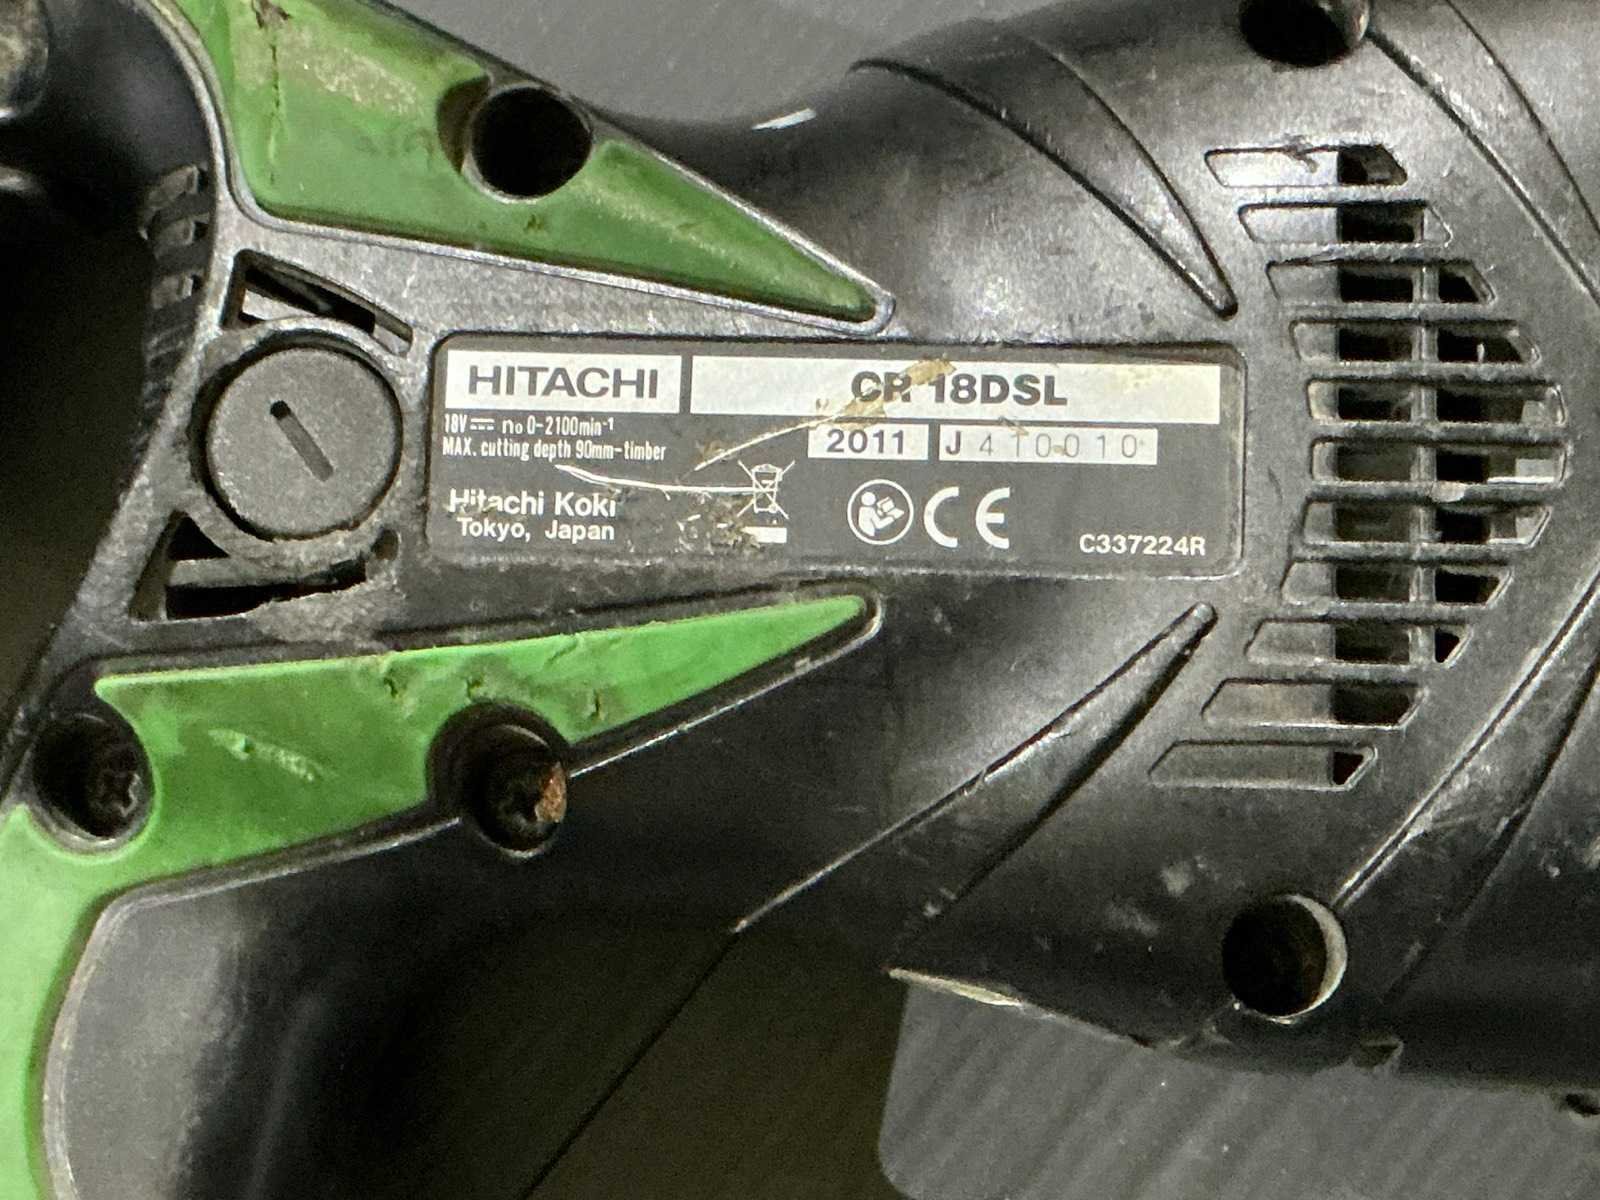 HITACHI CR 18DSL
18V⎓ n₀ 0-2100min⁻¹
MAX. cutting depth 90mm-timber
2011 J 410010
Hitachi Koki
Tokyo, Japan
CE
C337224R